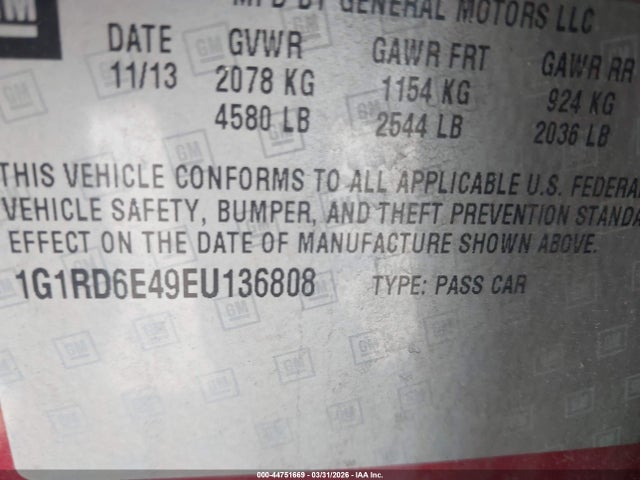 GM
MFD BY GENERAL MOTORS LLC
DATE GVWR GAWR FRT GAWR RR
11/13 2078 KG 1154 KG 924 KG
4580 LB 2544 LB 2036 LB
THIS VEHICLE CONFORMS TO ALL APPLICABLE U.S. FEDERAL
VEHICLE SAFETY, BUMPER, AND THEFT PREVENTION STANDA
EFFECT ON THE DATE OF MANUFACTURE SHOWN ABOVE.
1G1RD6E49EU136808 TYPE: PASS CAR
000-44751669 03/31/2026 IAA Inc.